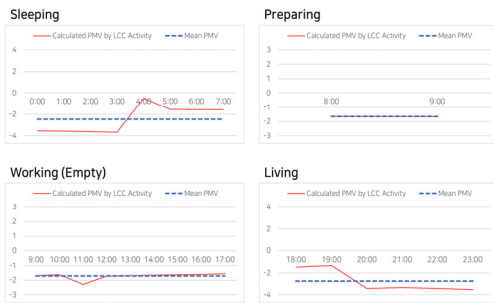 Sleeping
Calculated PMV by LCC Activity Mean PMV
4
2
0
0:00 1:00 2:00 3:00 4:00 5:00 6:00 7:00
-2
-4
Preparing
Calculated PMV by LCC Activity Mean PMV
3
2
1
0
8:00 9:00
-1
-2
-3
Working (Empty)
Calculated PMV by LCC Activity Mean PMV
3
2
1
0
9:00 10:00 11:00 12:00 13:00 14:00 15:00 16:00 17:00
-1
-2
-3
Living
Calculated PMV by LCC Activity Mean PMV
4
2
0
18:00 19:00 20:00 21:00 22:00 23:00
-2
-4